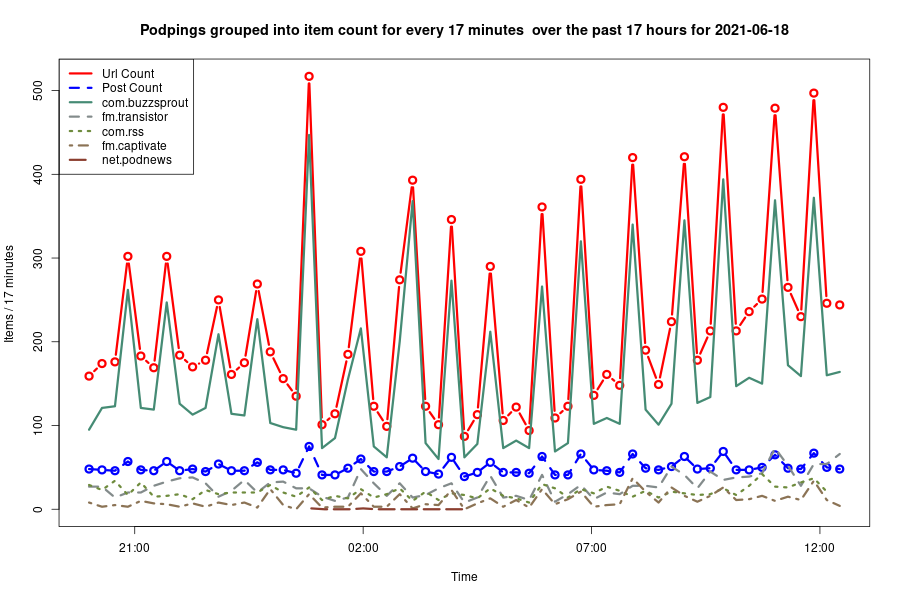 Podpings grouped into item count for every 17 minutes  over the past 17 hours for 2021-06-18
Url Count
Post Count
com.buzzsprout
fm.transistor
com.rss
fm.captivate
net.podnews
Items / 17 minutes
500
400
300
200
100
0
21:00
02:00
07:00
12:00
Time